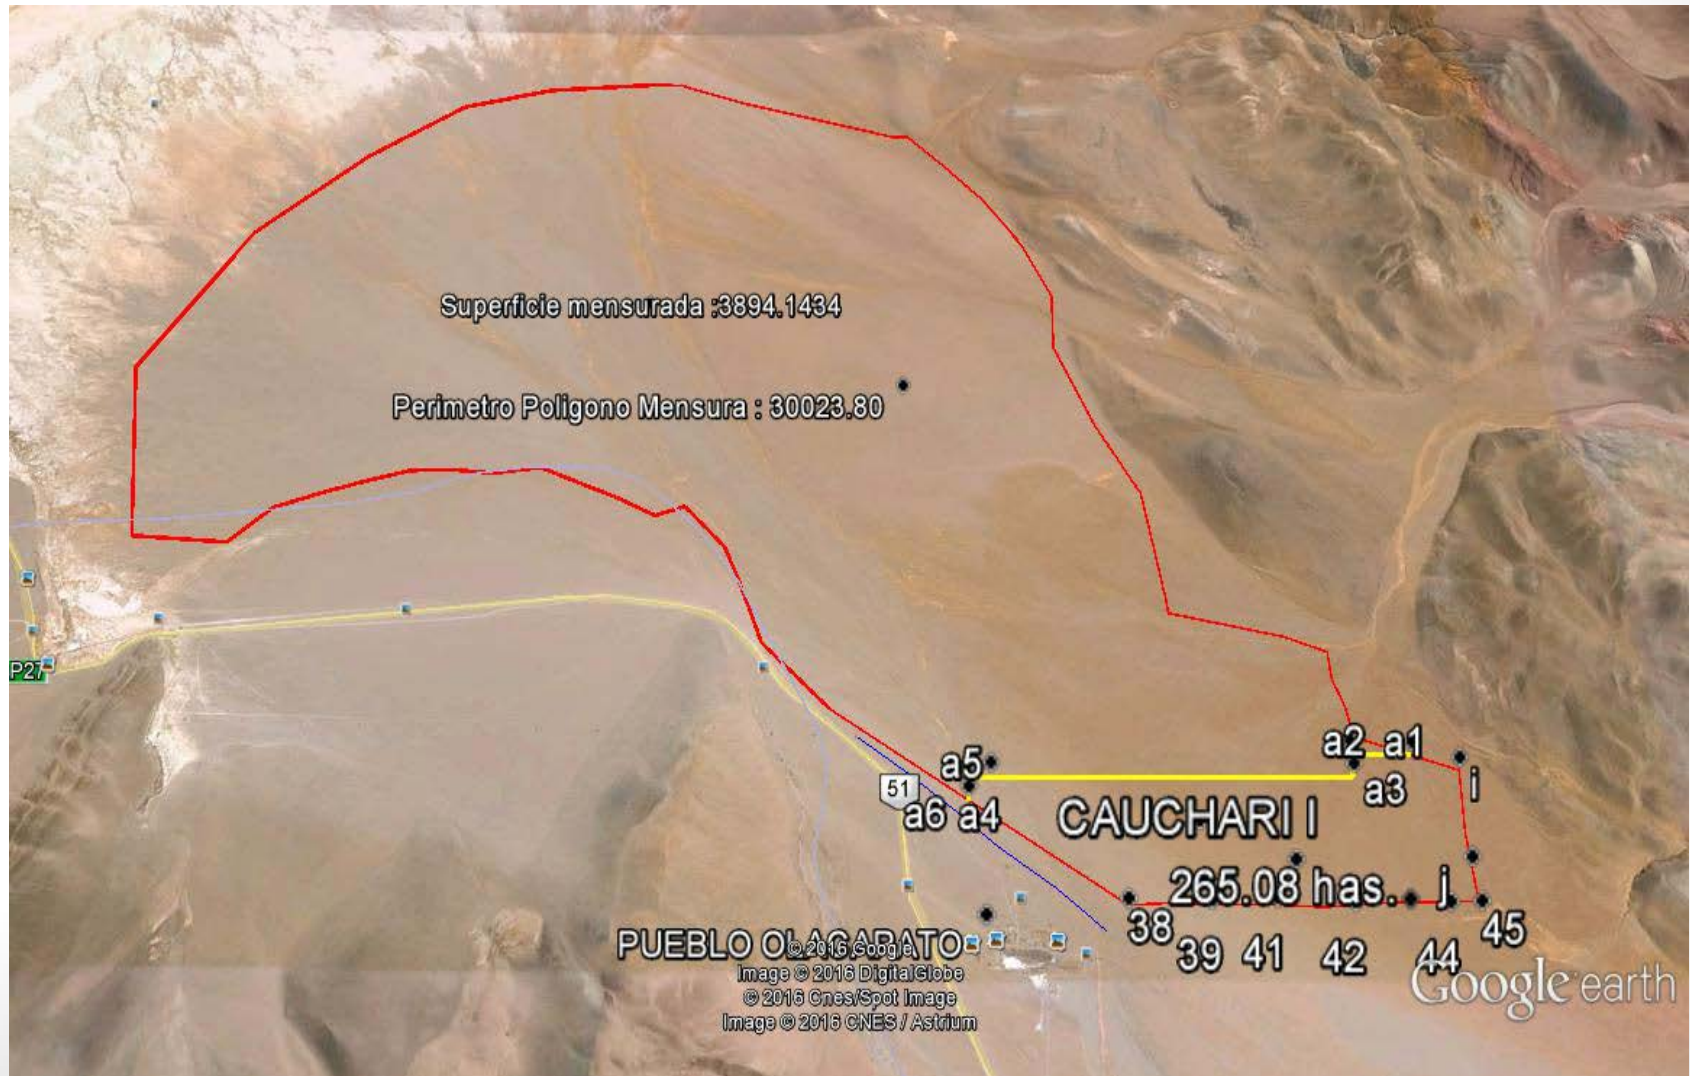 Superficie mensurada :3894.1434
Perimetro Poligono Mensura : 30023.80
P27
a2 a1
a5
a3
i
51
a6 a4
CAUCHARI I
265.08 has.
j
38
45
39 41 42 44
PUEBLO OLACAPATO
© 2016 Google
Image © 2016 DigitalGlobe
© 2016 Cnes/Spot Image
Image © 2016 CNES / Astrium
Google earth